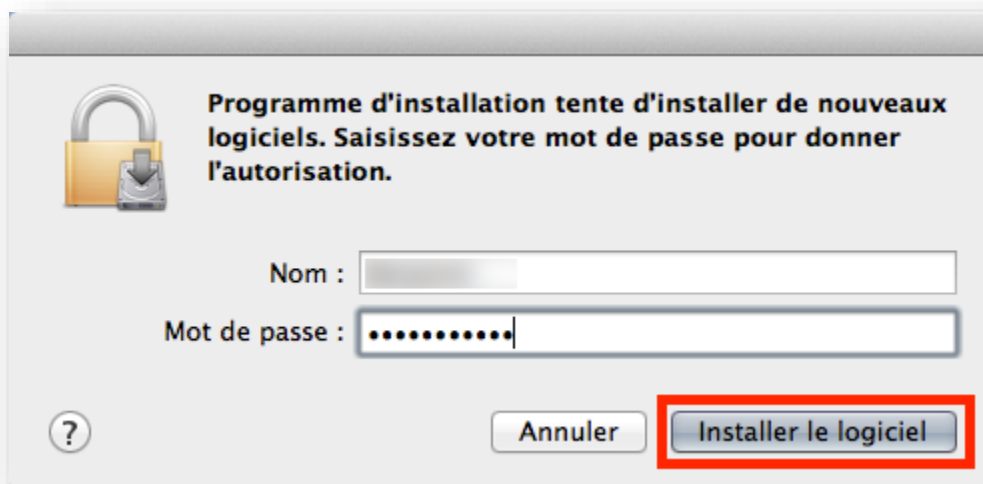 Programme d'installation tente d'installer de nouveaux
logiciels. Saisissez votre mot de passe pour donner
l'autorisation.
Nom :
Mot de passe : •••••••••••
? Annuler Installer le logiciel